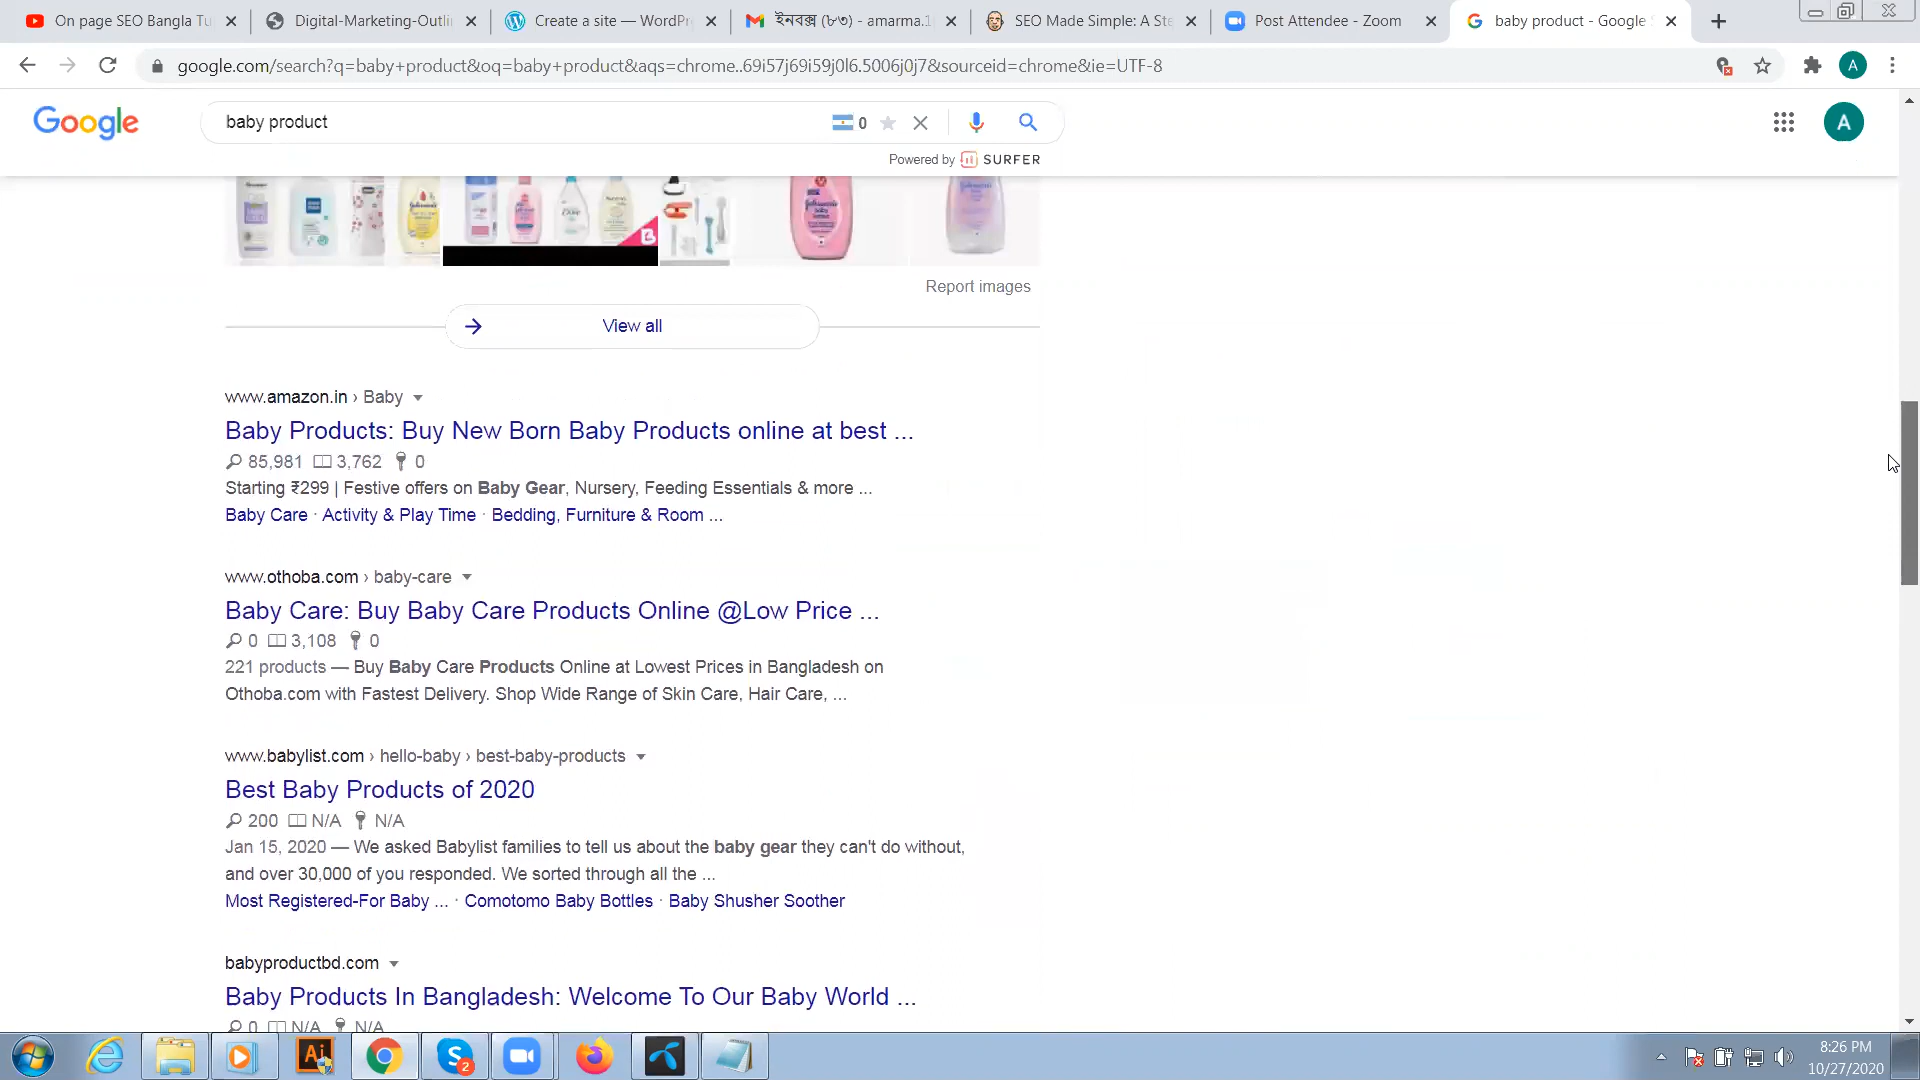 On page SEO Bangla Tu
Digital-Marketing-Outli
Create a site — WordPr
ইনবক্স (৮৩) - amarma.1
SEO Made Simple: A Ste
Post Attendee - Zoom
baby product - Google S
google.com/search?q=baby+product&oq=baby+product&aqs=chrome..69i57j69i59j0l6.5006j0j7&sourceid=chrome&ie=UTF-8
A
Google
baby product
0
A
Powered by SURFER
Report images
View all
www.amazon.in › Baby
Baby Products: Buy New Born Baby Products online at best ...
85,981 3,762 0
Starting ₹299 | Festive offers on Baby Gear, Nursery, Feeding Essentials & more ...
Baby Care · Activity & Play Time · Bedding, Furniture & Room ...
www.othoba.com › baby-care
Baby Care: Buy Baby Care Products Online @Low Price ...
0 3,108 0
221 products — Buy Baby Care Products Online at Lowest Prices in Bangladesh on
Othoba.com with Fastest Delivery. Shop Wide Range of Skin Care, Hair Care, ...
www.babylist.com › hello-baby › best-baby-products
Best Baby Products of 2020
200 N/A N/A
Jan 15, 2020 — We asked Babylist families to tell us about the baby gear they can't do without,
and over 30,000 of you responded. We sorted through all the ...
Most Registered-For Baby ... · Comotomo Baby Bottles · Baby Shusher Soother
babyproductbd.com
Baby Products In Bangladesh: Welcome To Our Baby World ...
0 N/A N/A
Ai
S
2
8:26 PM
10/27/2020